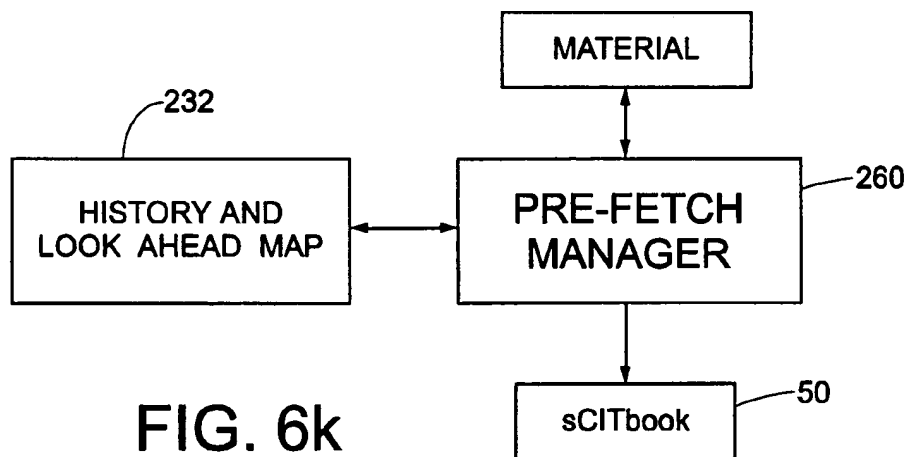 MATERIAL
232
HISTORY AND
LOOK AHEAD MAP
PRE-FETCH
MANAGER
260
sCITbook
50
FIG. 6k